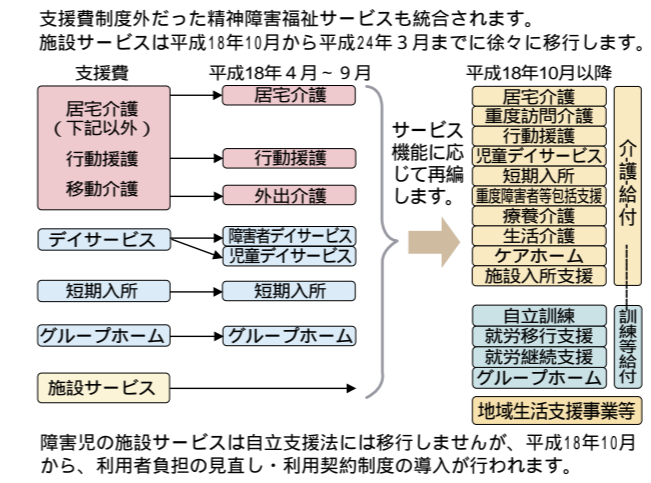 支援費制度外だった精神障害福祉サービスも統合されます。
施設サービスは平成18年10月から平成24年３月までに徐々に移行します。
支援費
平成18年４月～９月
平成18年10月以降
居宅介護
（下記以外）
行動援護
移動介護
デイサービス
短期入所
グループホーム
施設サービス
居宅介護
行動援護
外出介護
障害者デイサービス
児童デイサービス
短期入所
グループホーム
サービス
機能に応
じて再編
します。
居宅介護
重度訪問介護
行動援護
児童デイサービス
短期入所
重度障害者等包括支援
療養介護
生活介護
ケアホーム
施設入所支援
介護給付
自立訓練
就労移行支援
就労継続支援
グループホーム
訓練等給付
地域生活支援事業等
障害児の施設サービスは自立支援法には移行しませんが、平成18年10月
から、利用者負担の見直し・利用契約制度の導入が行われます。